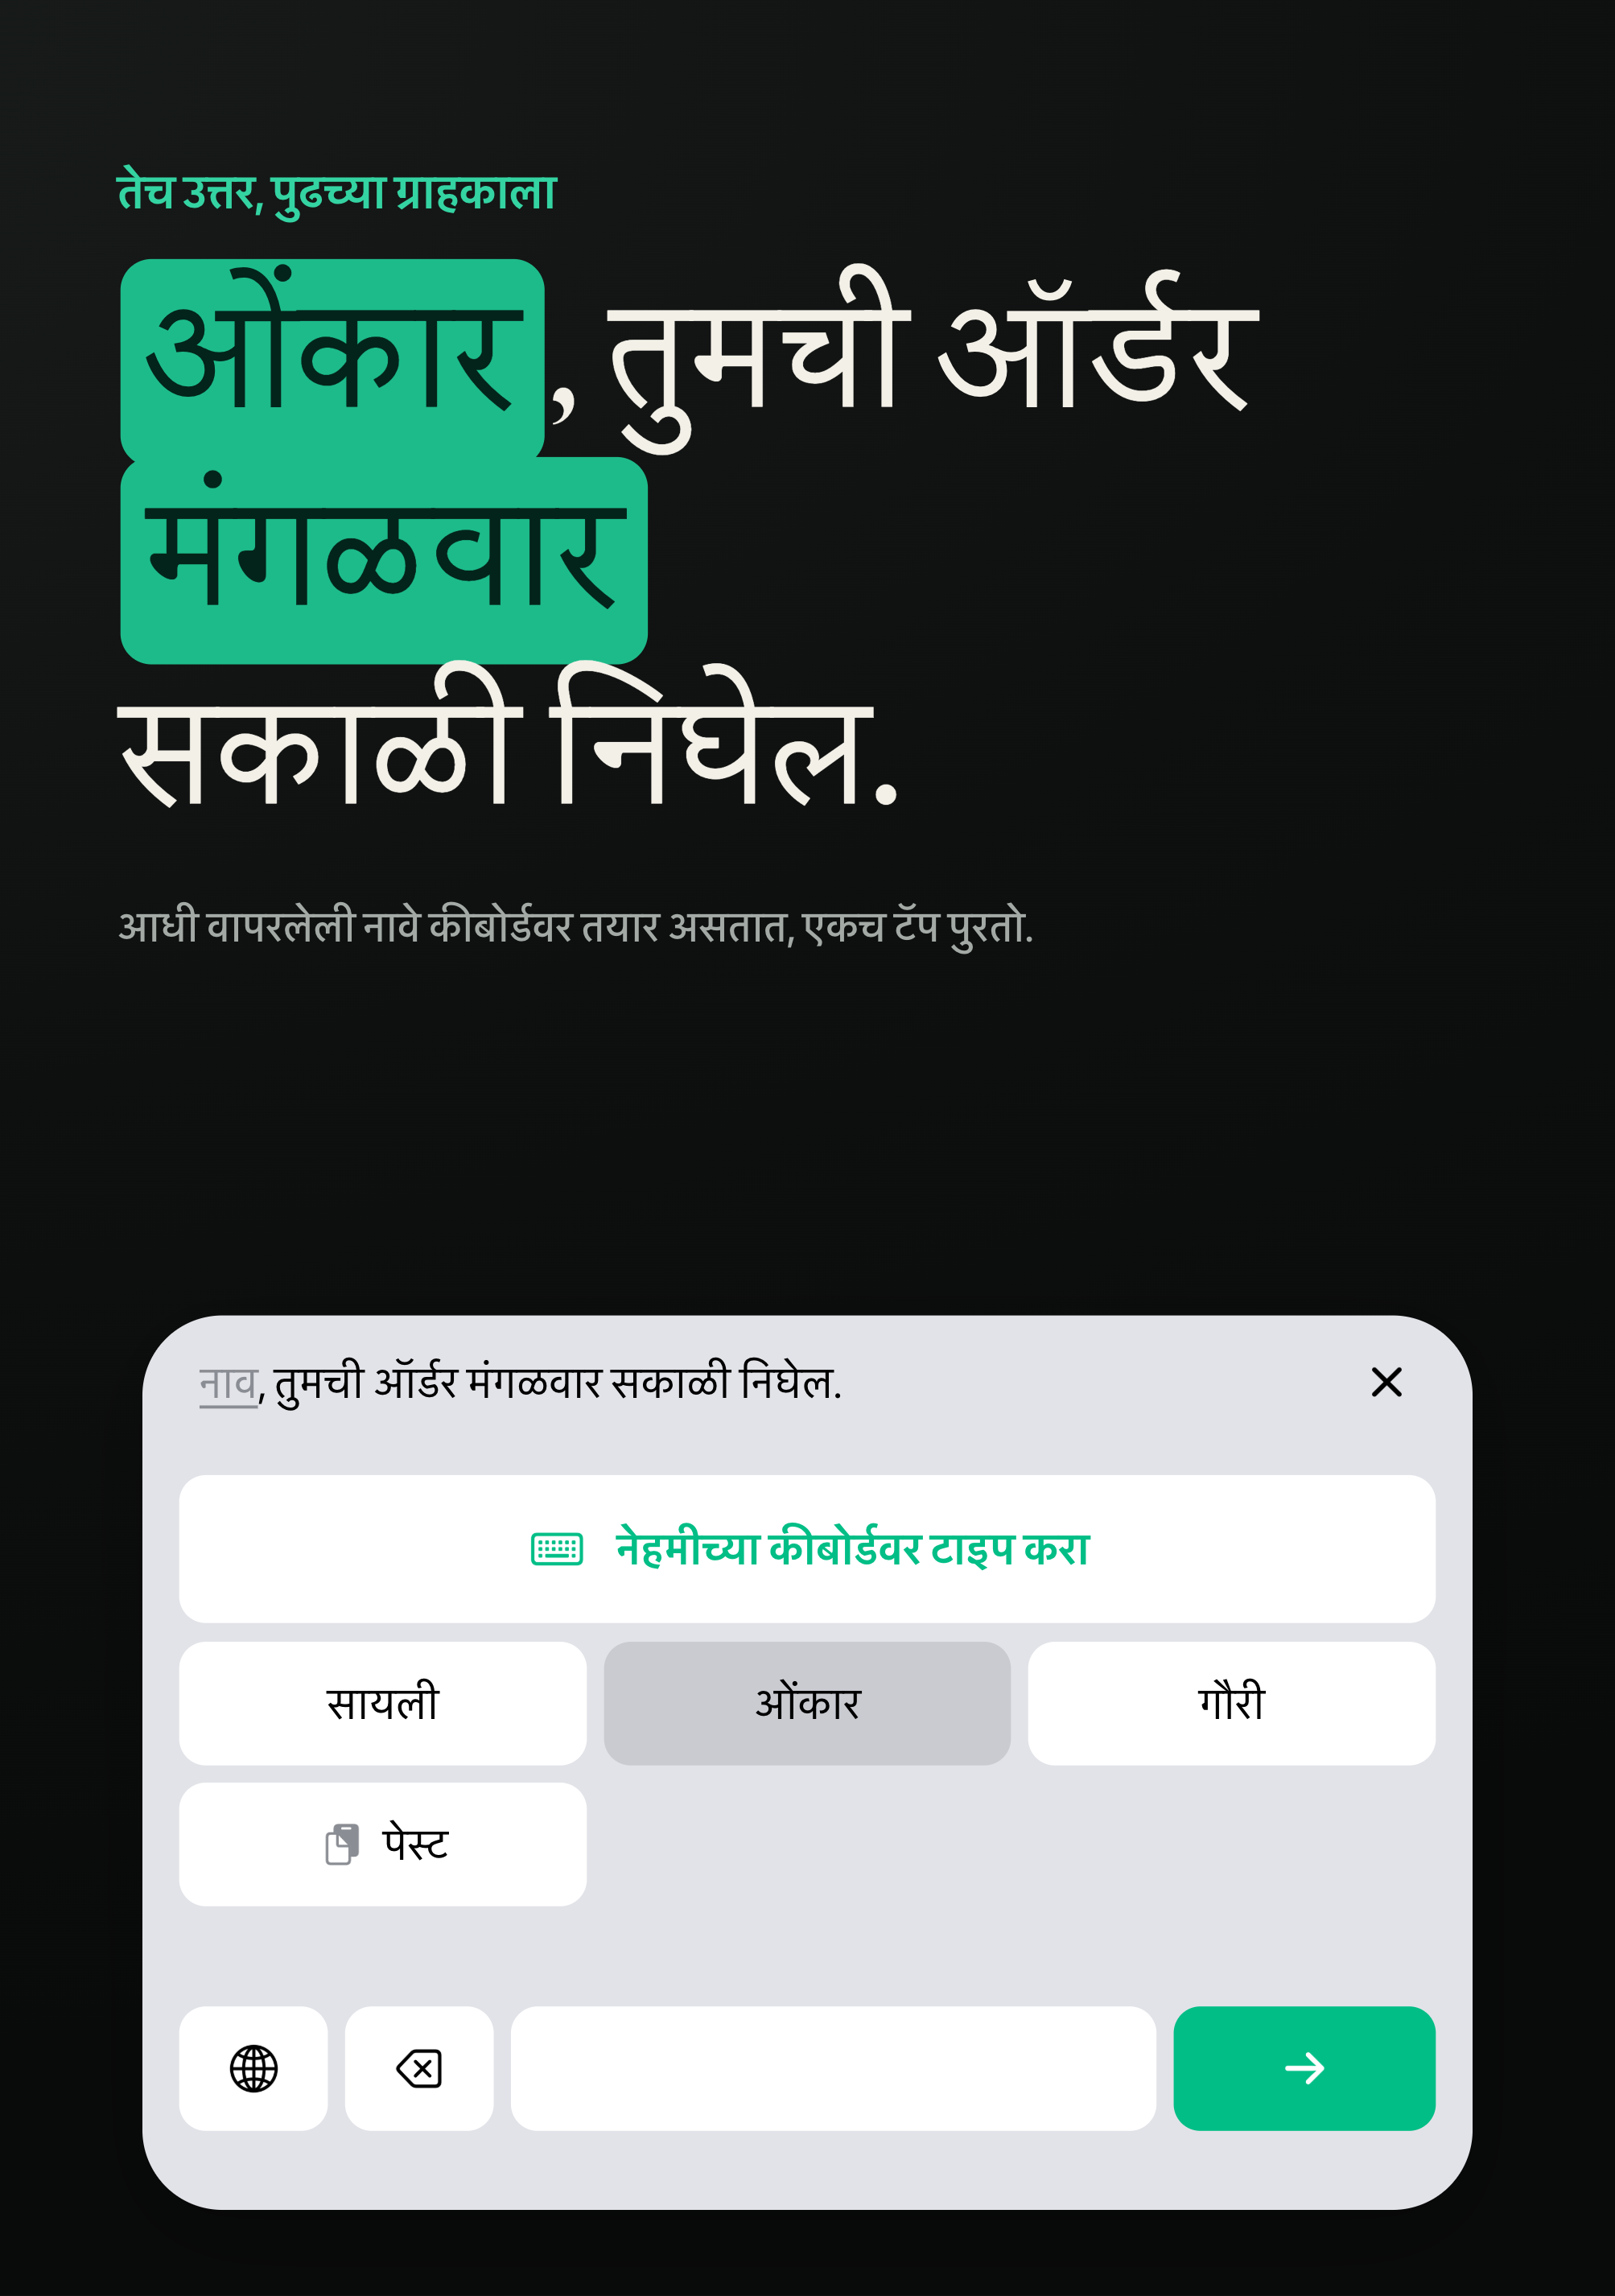 तेच उत्तर, पुढच्या ग्राहकाला
ओंकार, तुमची ऑर्डर
मंगळवार
सकाळी निघेल.
आधी वापरलेली नावे कीबोर्डवर तयार असतात, एकच टॅप पुरतो.
नाव, तुमची ऑर्डर मंगळवार सकाळी निघेल.
नेहमीच्या कीबोर्डवर टाइप करा
सायली
ओंकार
गौरी
पेस्ट